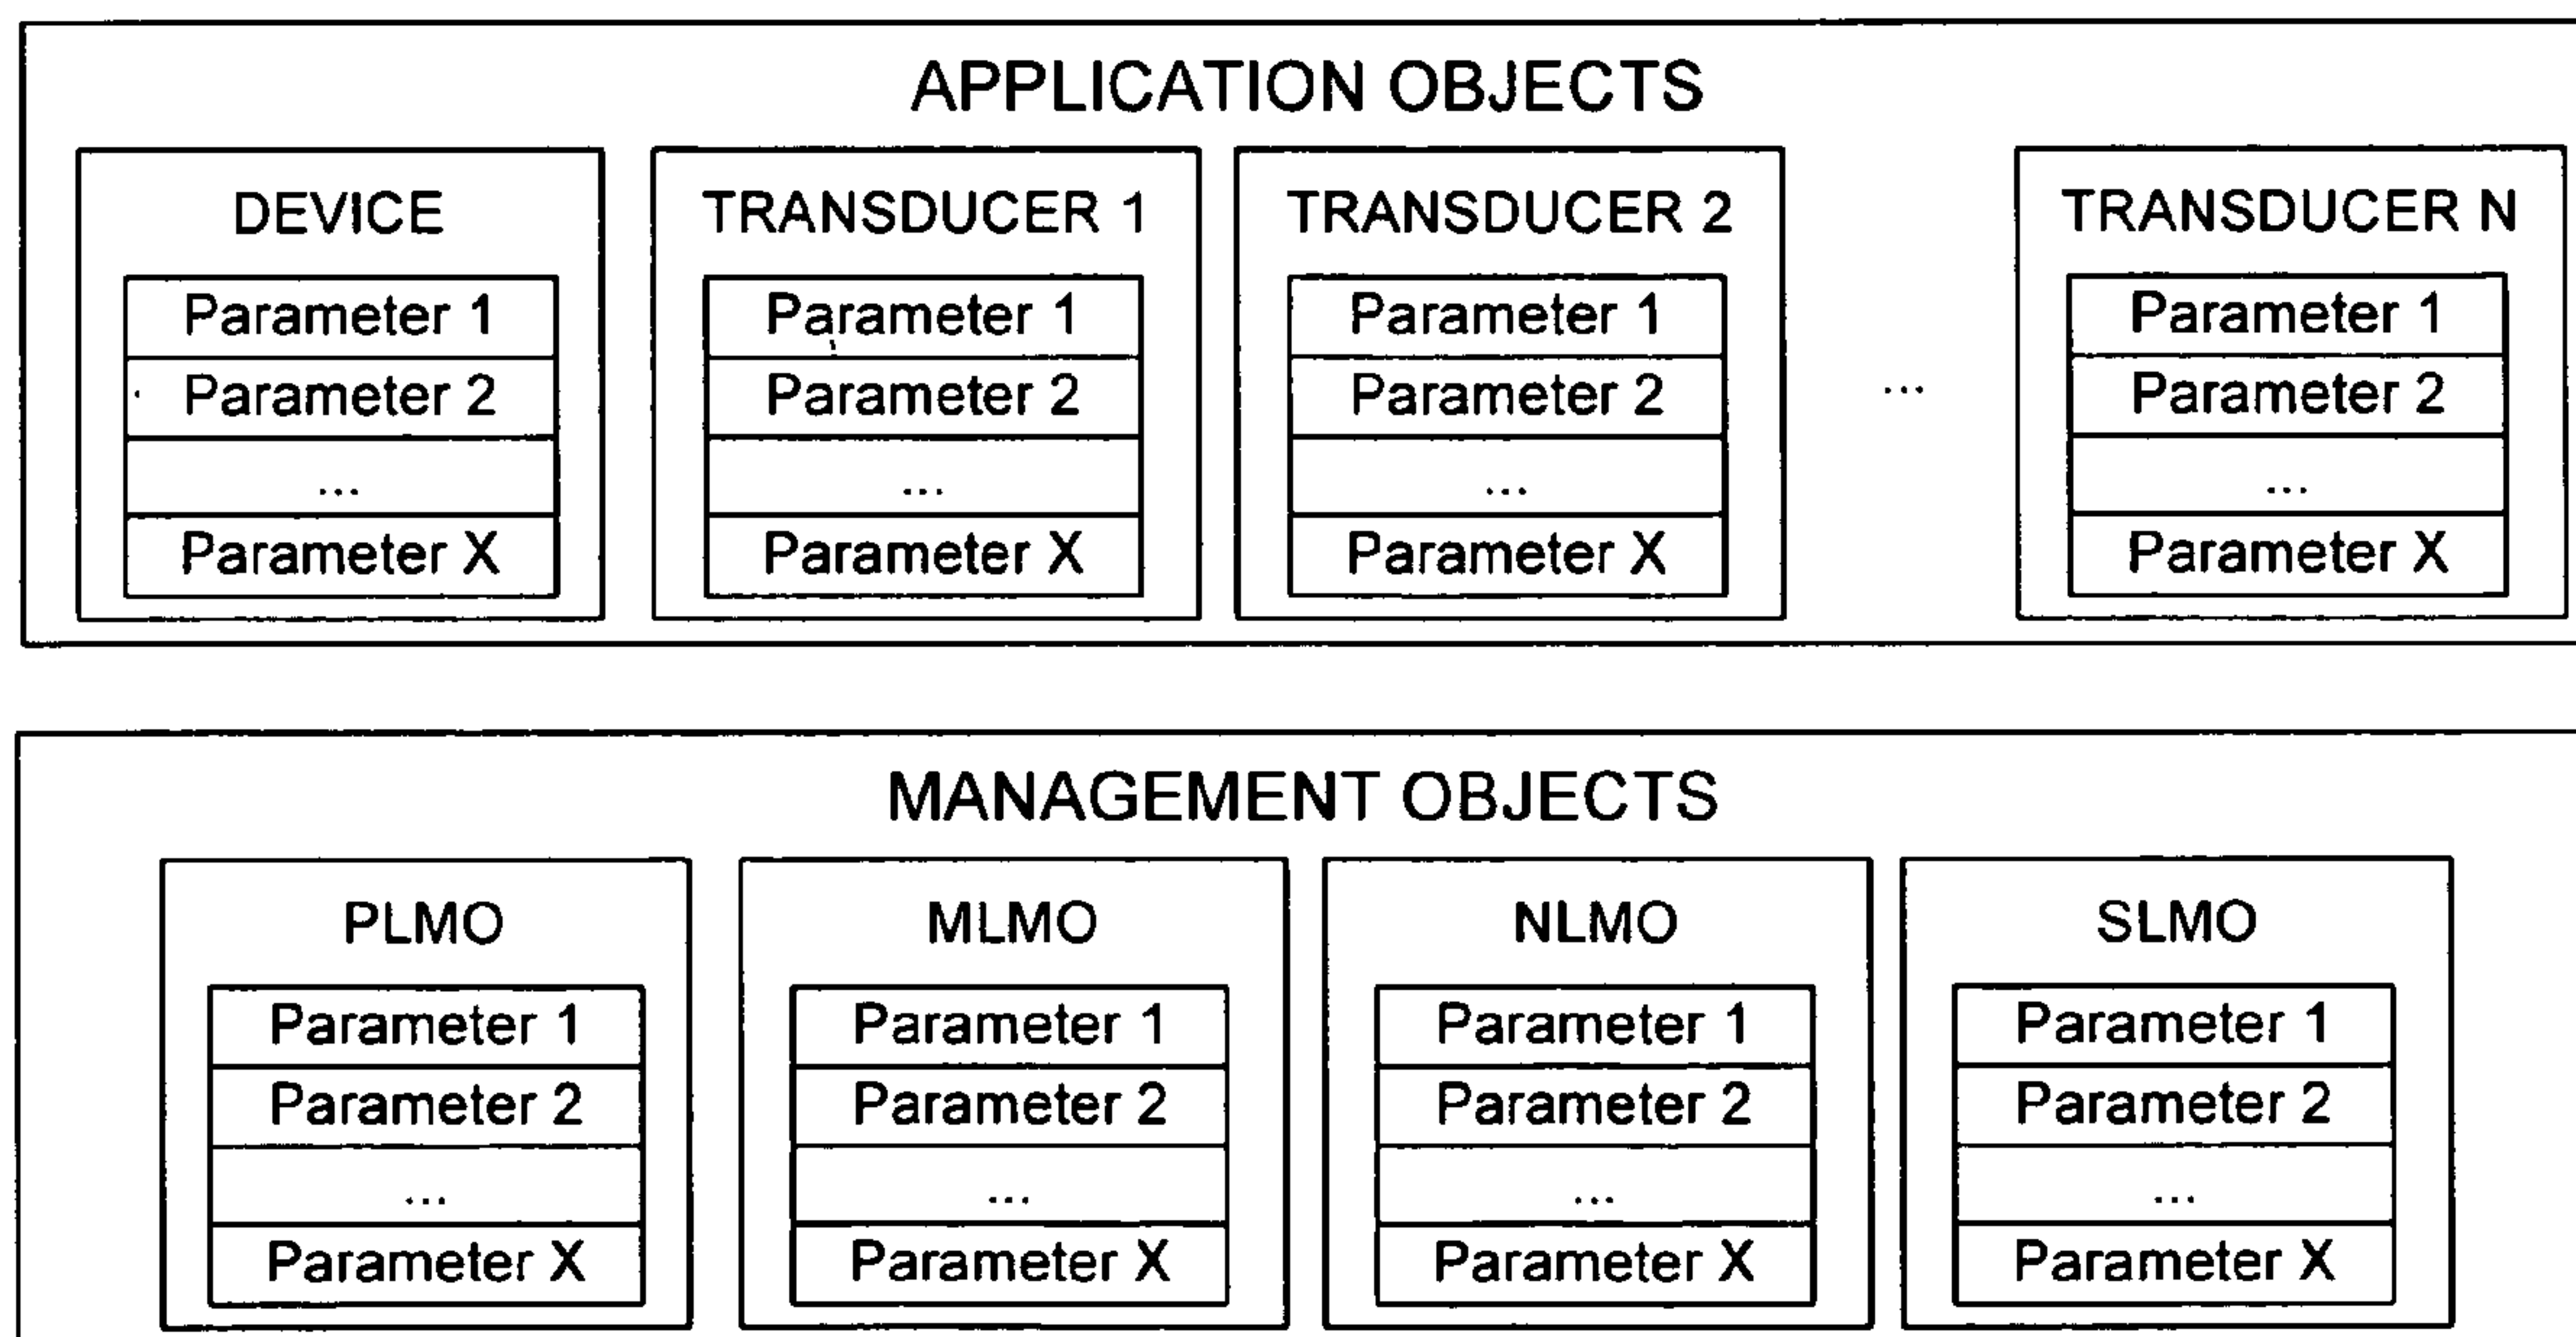 APPLICATION OBJECTS
DEVICE
Parameter 1
Parameter 2
...
Parameter X
TRANSDUCER 1
Parameter 1
Parameter 2
...
Parameter X
TRANSDUCER 2
Parameter 1
Parameter 2
...
Parameter X
...
TRANSDUCER N
Parameter 1
Parameter 2
...
Parameter X
MANAGEMENT OBJECTS
PLMO
Parameter 1
Parameter 2
...
Parameter X
MLMO
Parameter 1
Parameter 2
...
Parameter X
NLMO
Parameter 1
Parameter 2
...
Parameter X
SLMO
Parameter 1
Parameter 2
...
Parameter X